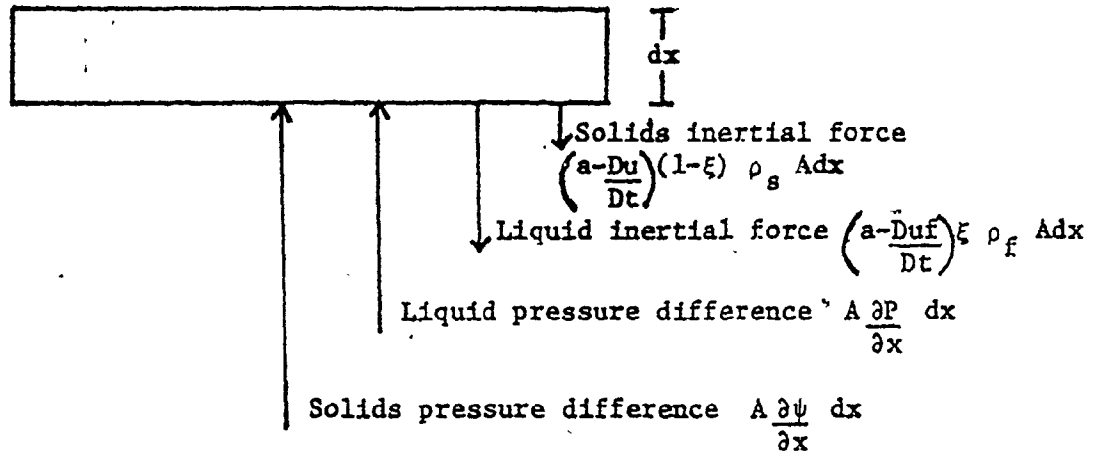 dx
Solids inertial force
(a-Du/Dt)(1-ξ) ρs Adx
Liquid inertial force (a-Duf/Dt)ξ ρf Adx
Liquid pressure difference A ∂P/∂x dx
Solids pressure difference A ∂ψ/∂x dx